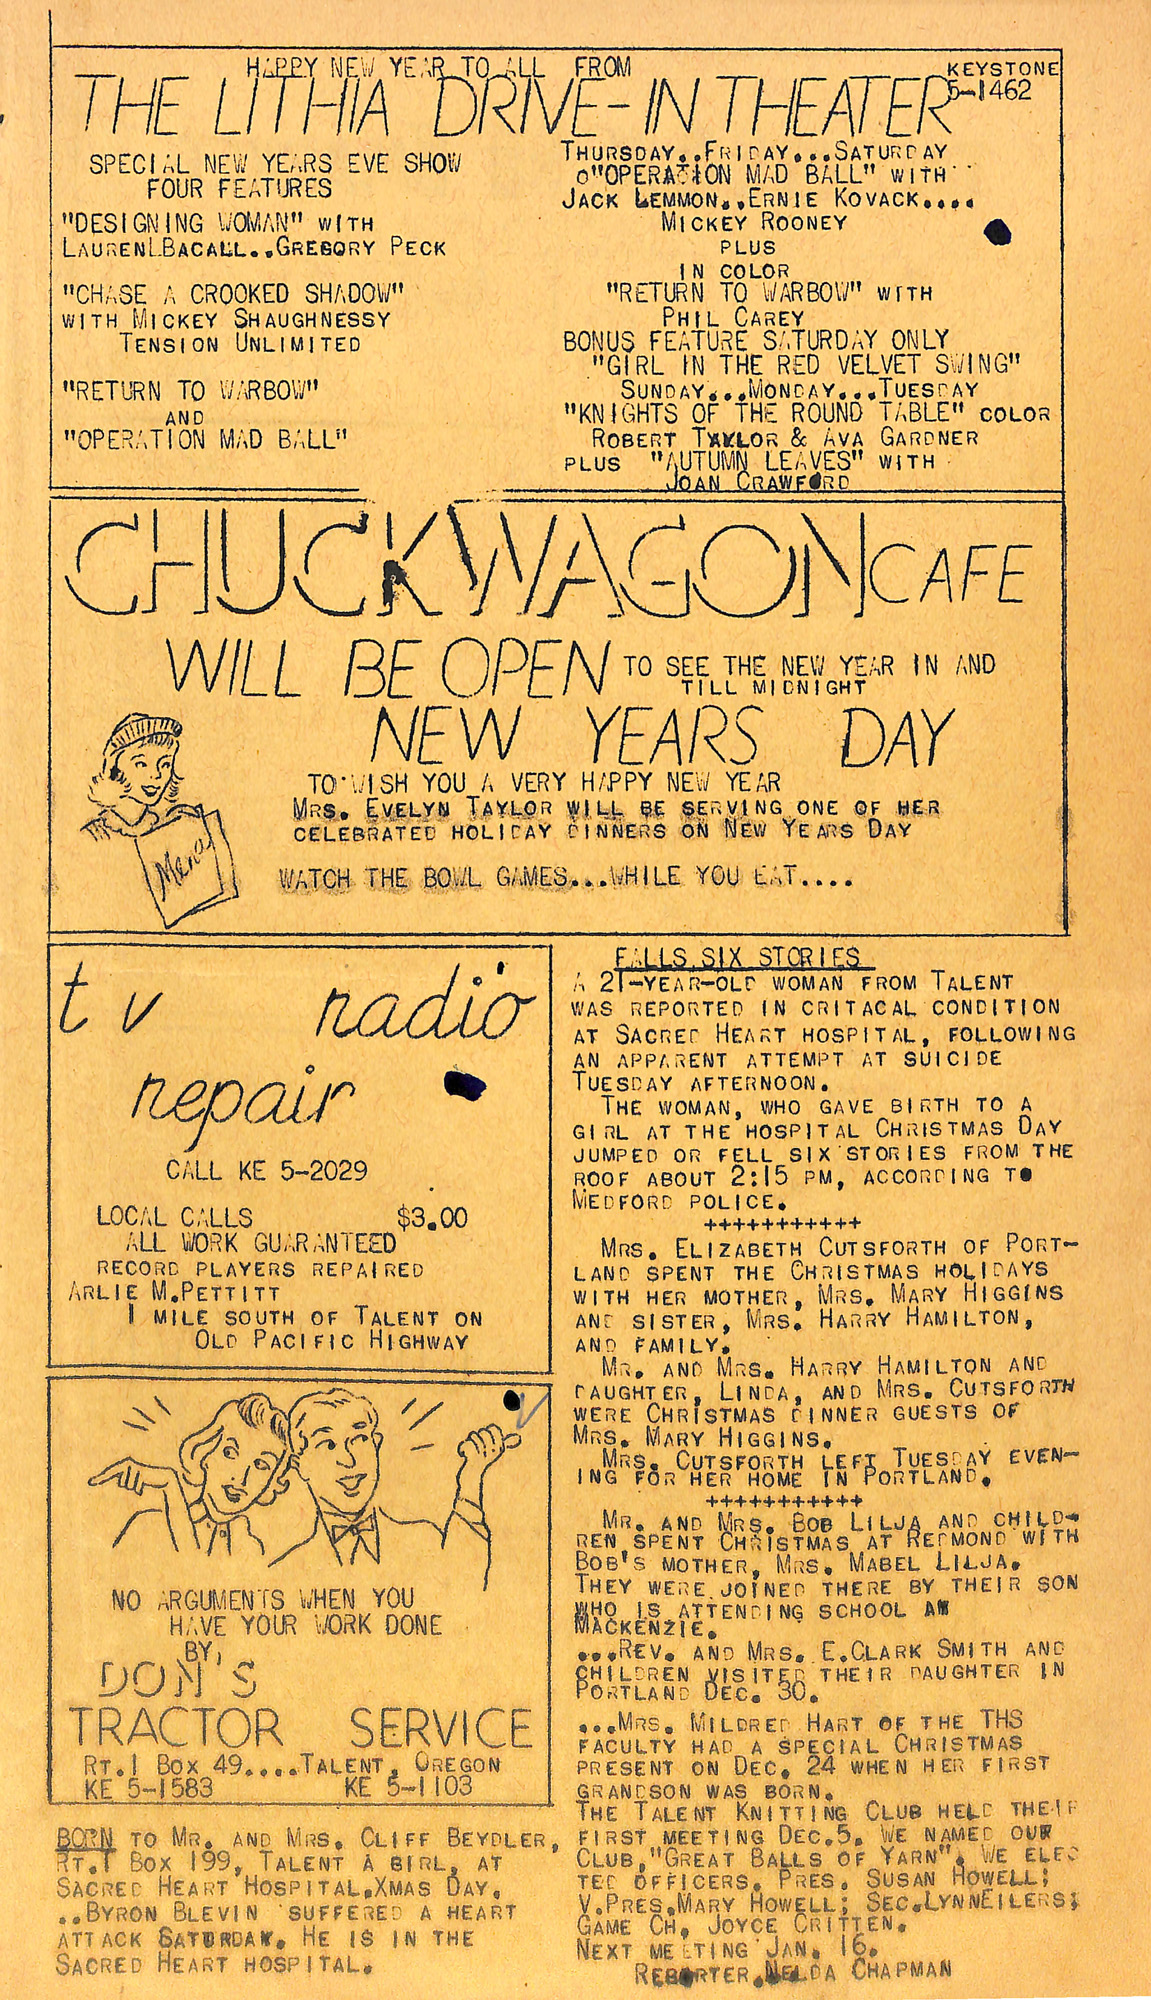 HAPPY NEW YEAR TO ALL FROM
THE LITHIA DRIVE-IN THEATER
KEYSTONE
5-1462
SPECIAL NEW YEARS EVE SHOW
FOUR FEATURES
"DESIGNING WOMAN" WITH
LAURENLBACALL..GREGORY PECK
"CHASE A CROOKED SHADOW"
WITH MICKEY SHAUGHNESSY
TENSION UNLIMITED
"RETURN TO WARBOW"
AND
"OPERATION MAD BALL"
THURSDAY..FRIDAY...SATURDAY
O"OPERATION MAD BALL" WITH
JACK LEMMON..ERNIE KOVACK....
MICKEY ROONEY
PLUS
IN COLOR
"RETURN TO WARBOW" WITH
PHIL CAREY
BONUS FEATURE SATURDAY ONLY
"GIRL IN THE RED VELVET SWING"
SUNDAY...MONDAY...TUESDAY
"KNIGHTS OF THE ROUND TABLE" COLOR
ROBERT TAYLOR & AVA GARDNER
PLUS "AUTUMN LEAVES" WITH
JOAN CRAWFORD
CHUCKWAGON CAFE
WILL BE OPEN TO SEE THE NEW YEAR IN AND
TILL MIDNIGHT
NEW YEARS DAY
TO WISH YOU A VERY HAPPY NEW YEAR
MRS. EVELYN TAYLOR WILL BE SERVING ONE OF HER
CELEBRATED HOLIDAY DINNERS ON NEW YEARS DAY
Menu
WATCH THE BOWL GAMES...WHILE YOU EAT....
tv radio
repair
CALL KE 5-2029
LOCAL CALLS $3.00
ALL WORK GUARANTEED
RECORD PLAYERS REPAIRED
ARLIE M.PETTITT
1 MILE SOUTH OF TALENT ON
OLD PACIFIC HIGHWAY
NO ARGUMENTS WHEN YOU
HAVE YOUR WORK DONE
BY,
DON'S
TRACTOR SERVICE
RT.1 BOX 49....TALENT, OREGON
KE 5-1583 KE 5-1103
BORN TO MR. AND MRS. CLIFF BEYDLER,
RT.1 BOX 199, TALENT A GIRL, AT
SACRED HEART HOSPITAL.XMAS DAY.
..BYRON BLEVIN SUFFERED A HEART
ATTACK SATURDAY. HE IS IN THE
SACRED HEART HOSPITAL.
FALLS SIX STORIES
A 21-YEAR-OLD WOMAN FROM TALENT
WAS REPORTED IN CRITACAL CONDITION
AT SACRED HEART HOSPITAL, FOLLOWING
AN APPARENT ATTEMPT AT SUICIDE
TUESDAY AFTERNOON.
THE WOMAN, WHO GAVE BIRTH TO A
GIRL AT THE HOSPITAL CHRISTMAS DAY
JUMPED OR FELL SIX STORIES FROM THE
ROOF ABOUT 2:15 PM, ACCORDING TO
MEDFORD POLICE.
+++++++++++
MRS. ELIZABETH CUTSFORTH OF PORT-
LAND SPENT THE CHRISTMAS HOLIDAYS
WITH HER MOTHER, MRS. MARY HIGGINS
AND SISTER, MRS. HARRY HAMILTON,
AND FAMILY.
MR. AND MRS. HARRY HAMILTON AND
DAUGHTER, LINDA, AND MRS. CUTSFORTH
WERE CHRISTMAS DINNER GUESTS OF
MRS. MARY HIGGINS.
MRS. CUTSFORTH LEFT TUESDAY EVEN-
ING FOR HER HOME IN PORTLAND.
+++++++++++
MR. AND MRS. BOB LILJA AND CHILD-
REN SPENT CHRISTMAS AT REDMOND WITH
BOB'S MOTHER, MRS. MABEL LILJA.
THEY WERE JOINED THERE BY THEIR SON
WHO IS ATTENDING SCHOOL
MACKENZIE.
...REV. AND MRS. E.CLARK SMITH AND
CHILDREN VISITED THEIR DAUGHTER IN
PORTLAND DEC. 30.
...MRS. MILDRED HART OF THE THS
FACULTY HAD A SPECIAL CHRISTMAS
PRESENT ON DEC. 24 WHEN HER FIRST
GRANDSON WAS BORN.
THE TALENT KNITTING CLUB HELD THEIR
FIRST MEETING DEC.5. WE NAMED OUR
CLUB,"GREAT BALLS OF YARN". WE ELEC
TED OFFICERS. PRES. SUSAN HOWELL;
V.PRES.MARY HOWELL; SEC.LYNNEILERS;
GAME CH. JOYCE CRITTEN.
NEXT MEETING JAN. 16.
REPORTER.NELDA CHAPMAN